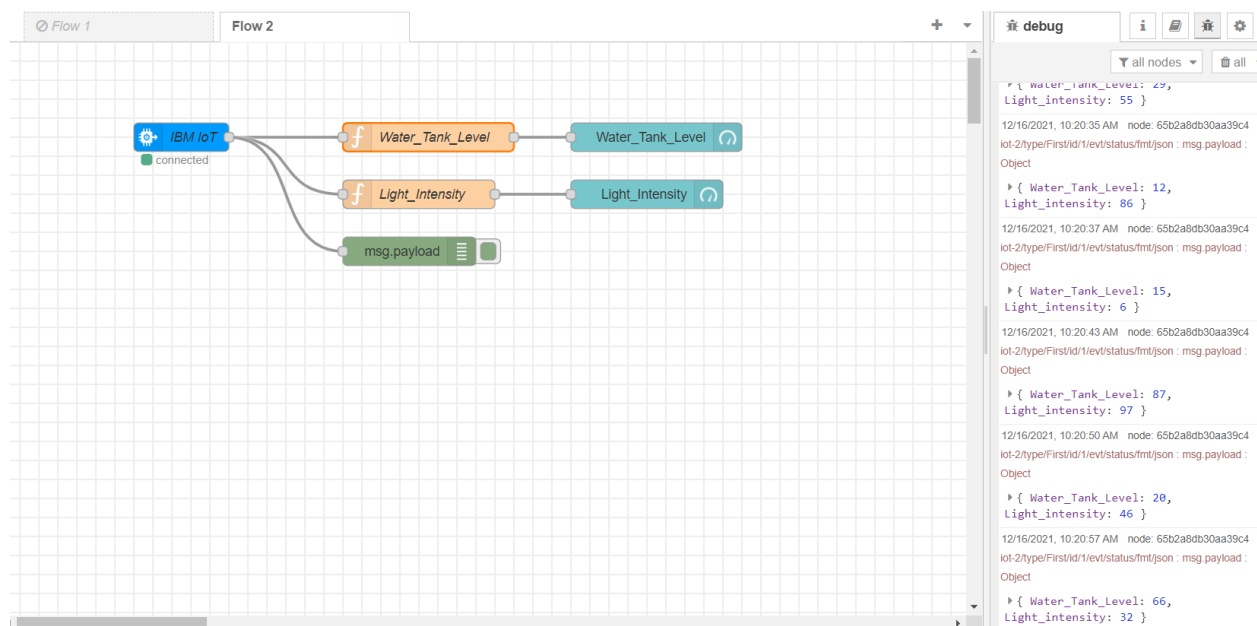 Flow 1
Flow 2
IBM IoT
connected
Water_Tank_Level
Water_Tank_Level
Light_Intensity
Light_Intensity
msg.payload
debug
all nodes
all
{ Water_Tank_Level: 29,
Light_intensity: 55 }
12/16/2021, 10:20:35 AM node: 65b2a8db30aa39c4
iot-2/type/First/id/1/evt/status/fmt/json : msg.payload :
Object
{ Water_Tank_Level: 12,
Light_intensity: 86 }
12/16/2021, 10:20:37 AM node: 65b2a8db30aa39c4
iot-2/type/First/id/1/evt/status/fmt/json : msg.payload :
Object
{ Water_Tank_Level: 15,
Light_intensity: 6 }
12/16/2021, 10:20:43 AM node: 65b2a8db30aa39c4
iot-2/type/First/id/1/evt/status/fmt/json : msg.payload :
Object
{ Water_Tank_Level: 87,
Light_intensity: 97 }
12/16/2021, 10:20:50 AM node: 65b2a8db30aa39c4
iot-2/type/First/id/1/evt/status/fmt/json : msg.payload :
Object
{ Water_Tank_Level: 20,
Light_intensity: 46 }
12/16/2021, 10:20:57 AM node: 65b2a8db30aa39c4
iot-2/type/First/id/1/evt/status/fmt/json : msg.payload :
Object
{ Water_Tank_Level: 66,
Light_intensity: 32 }